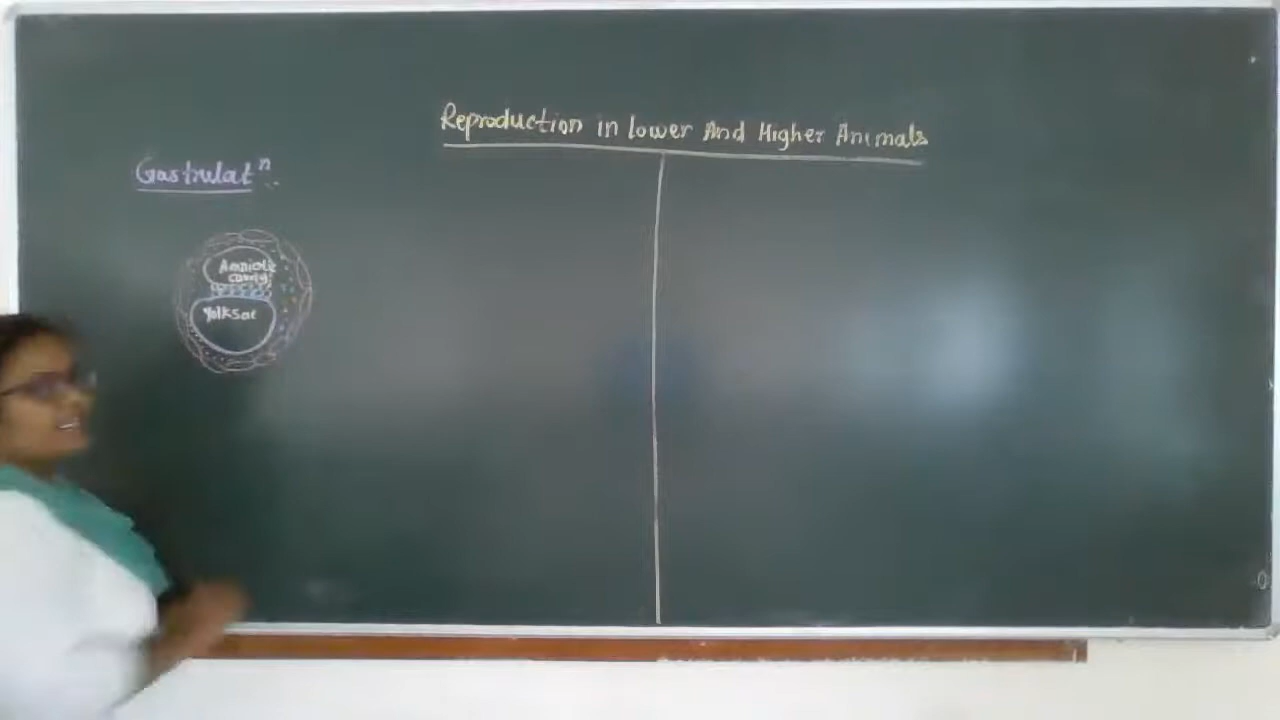 Reproduction in lower And Higher Animals
Gastrulatⁿ
Amniotic
cavity
Yolksac